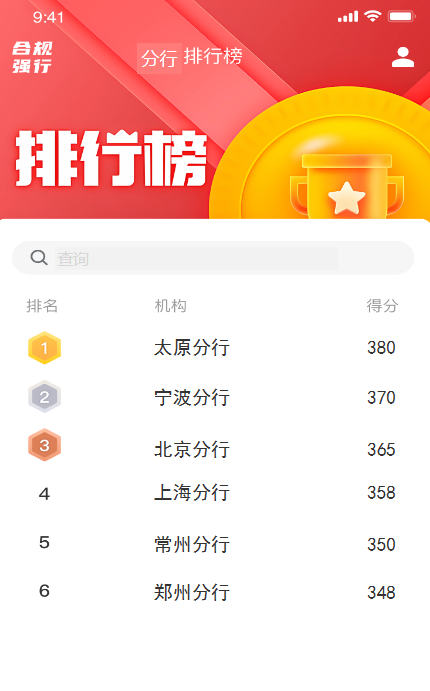 9:41
合规
强行
分行 排行榜
排行榜
查询
排名 机构 得分
1 太原分行 380
2 宁波分行 370
3 北京分行 365
4 上海分行 358
5 常州分行 350
6 郑州分行 348